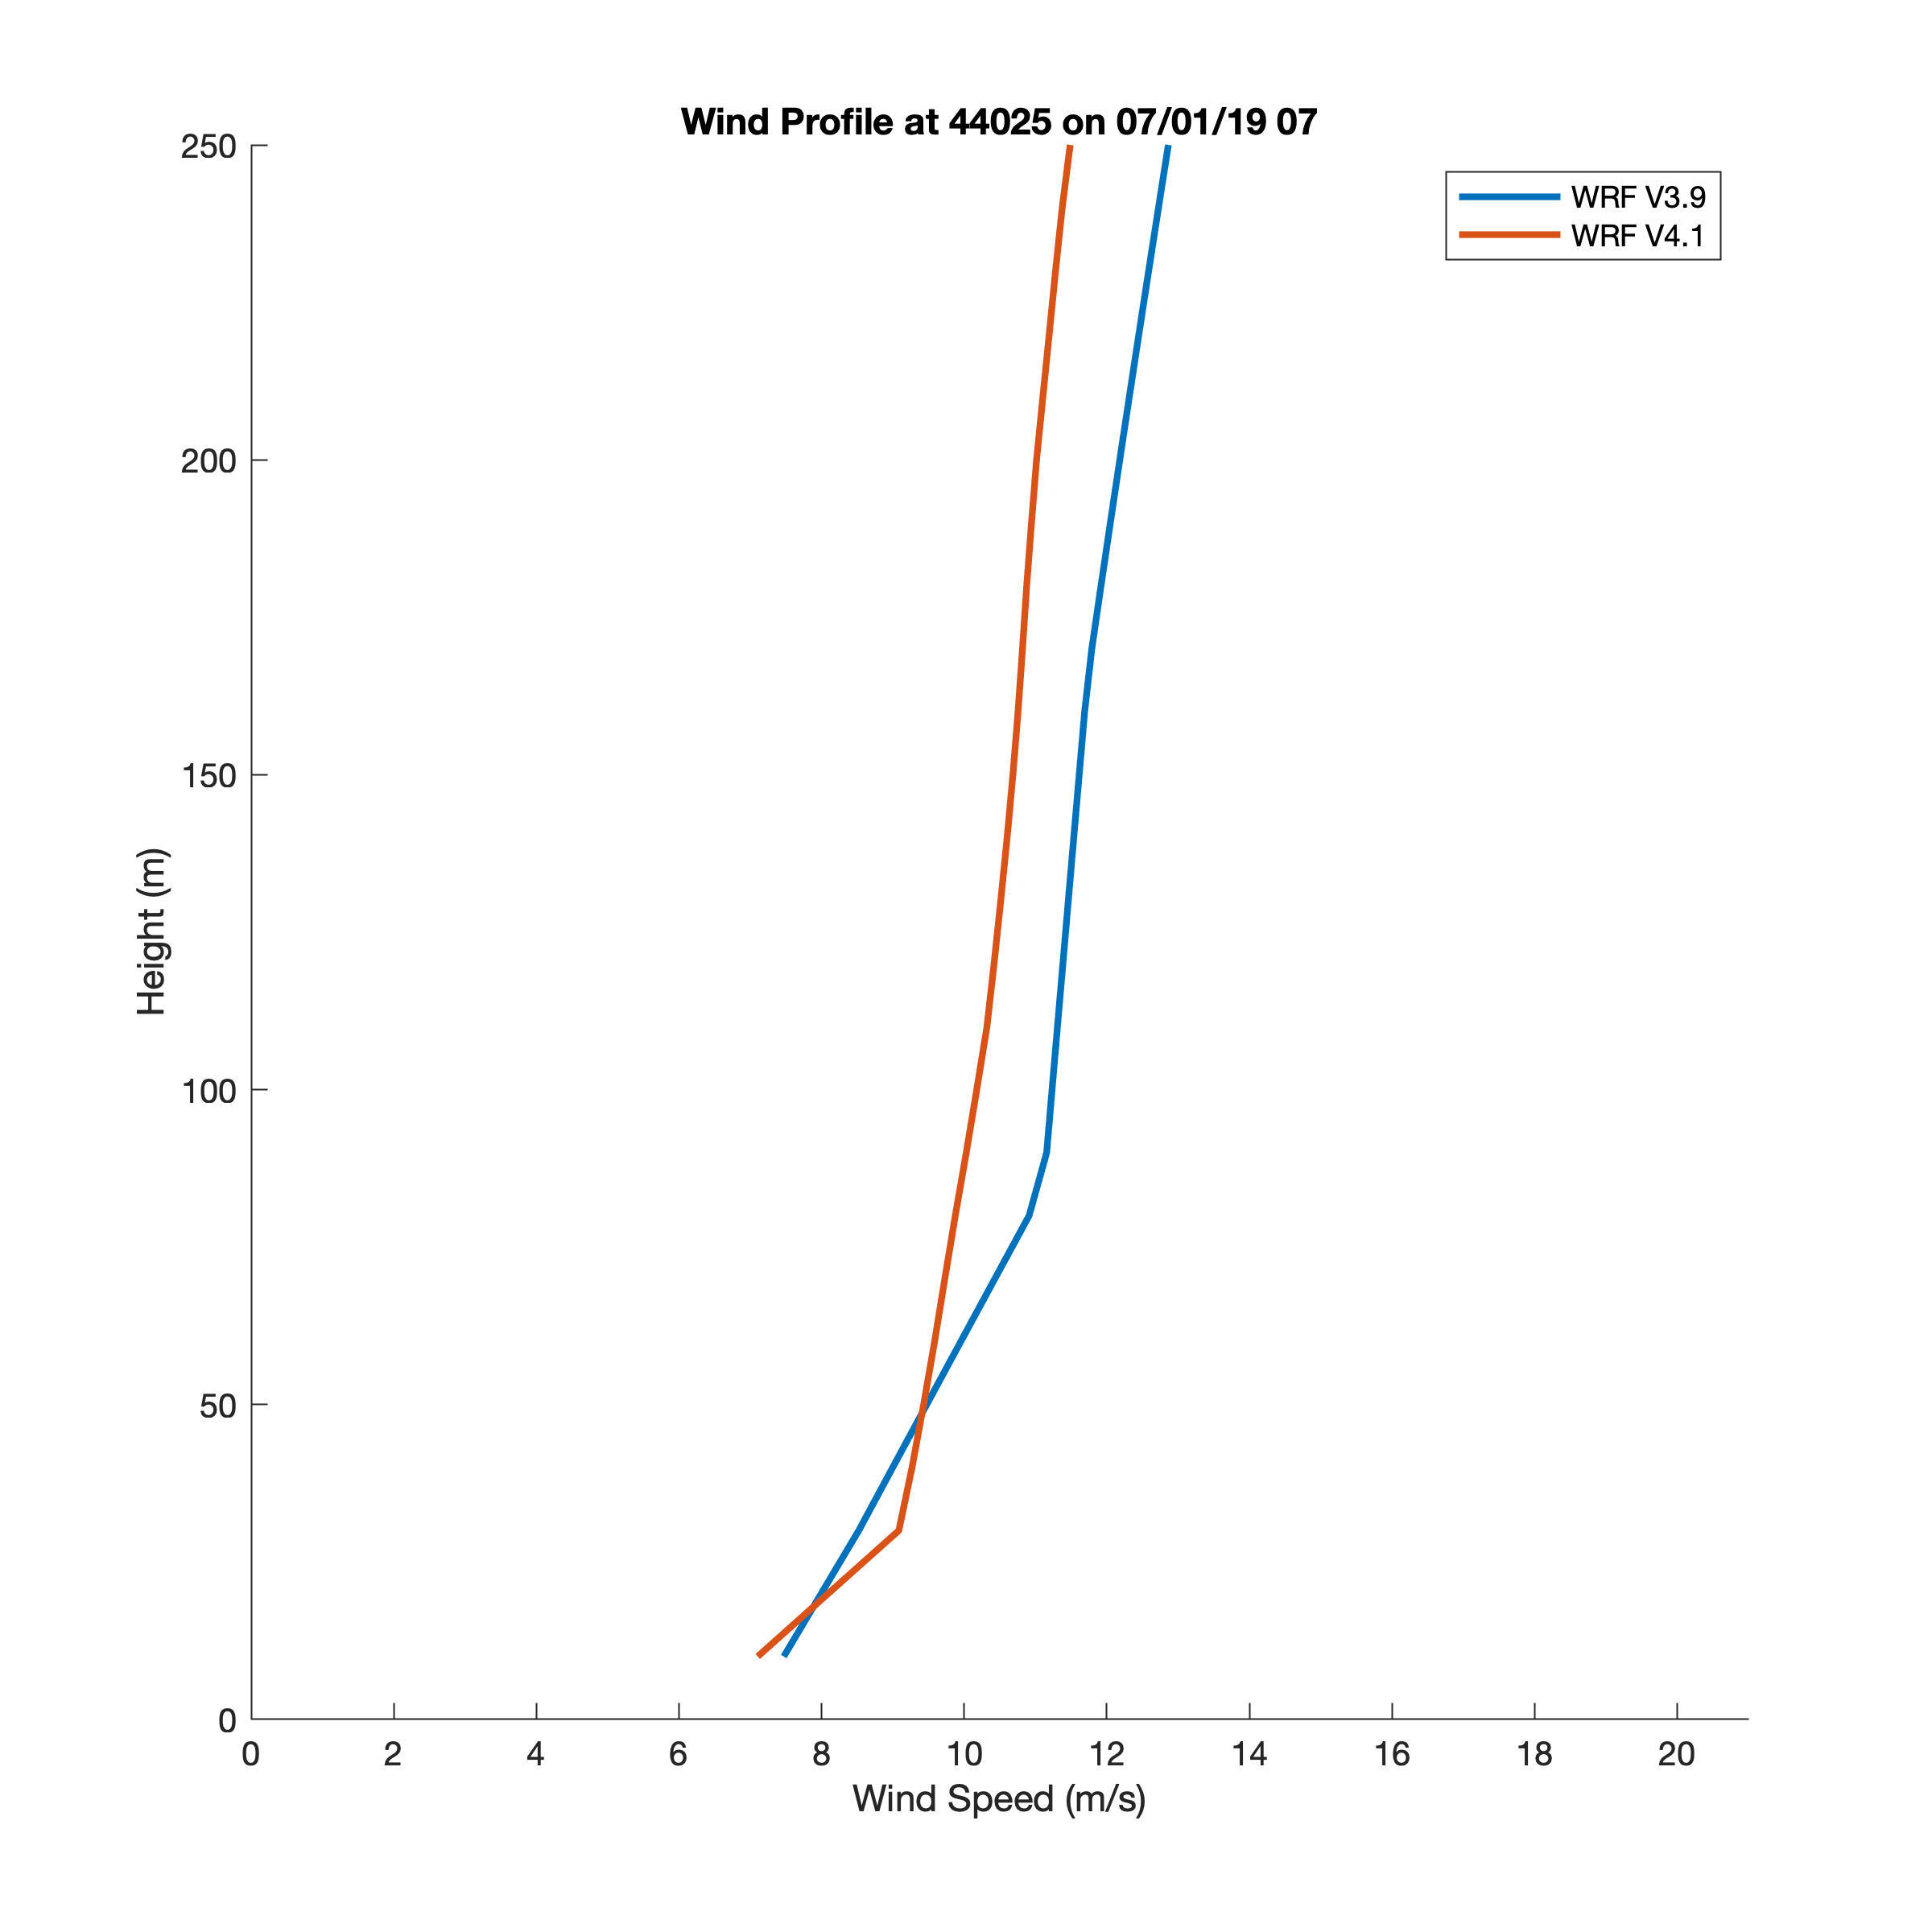 Wind Profile at 44025 on 07/01/19 07
WRF V3.9
WRF V4.1
250
200
150
100
50
0
Height (m)
0 2 4 6 8 10 12 14 16 18 20
Wind Speed (m/s)